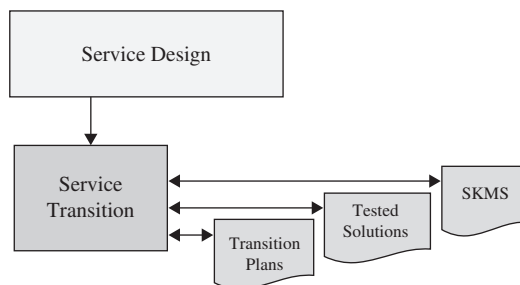 Service Design
Service
Transition
SKMS
Tested
Solutions
Transition
Plans